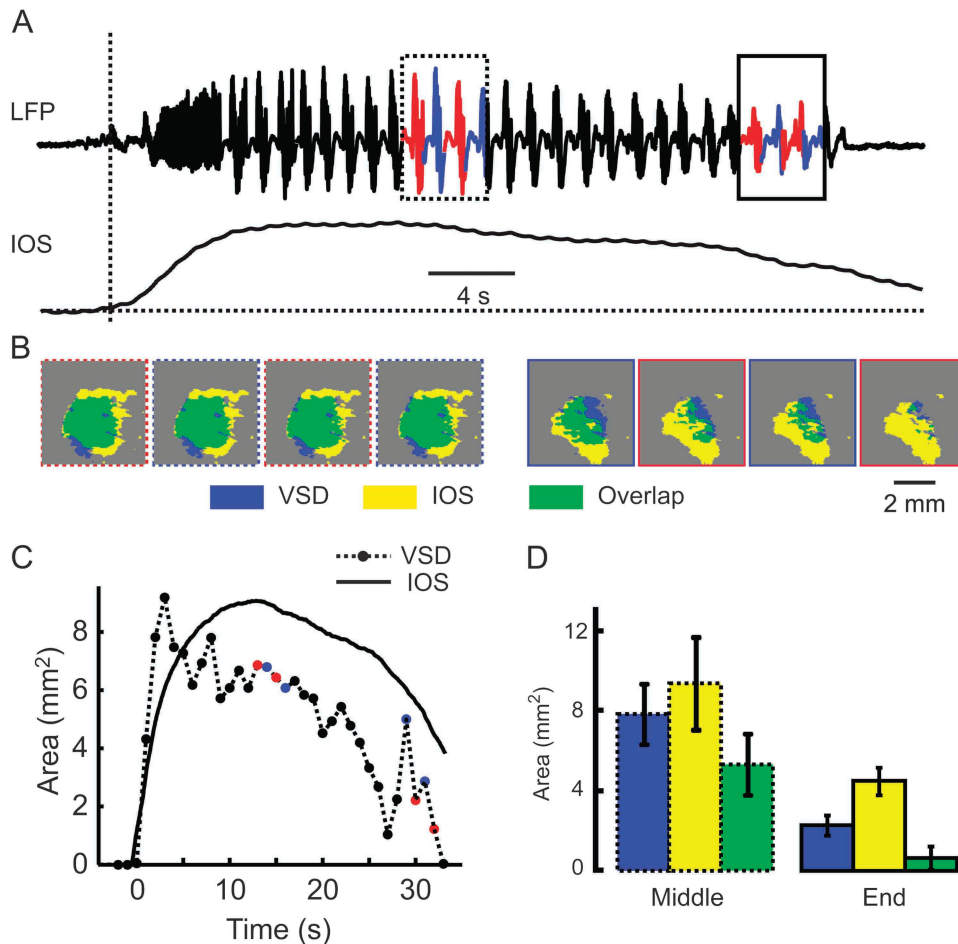 A
LFP
IOS
4 s
B
VSD
IOS
Overlap
2 mm
C
VSD
IOS
Area (mm²)
8
6
4
2
0
0
10
20
30
Time (s)
D
Area (mm²)
12
8
4
0
Middle
End